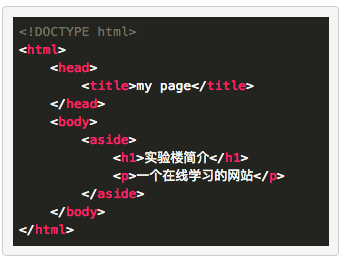 <!DOCTYPE html>
<html>
    <head>
        <title>my page</title>
    </head>
    <body>
        <aside>
            <h1>实验楼简介</h1>
            <p>一个在线学习的网站</p>
        </aside>
    </body>
</html>